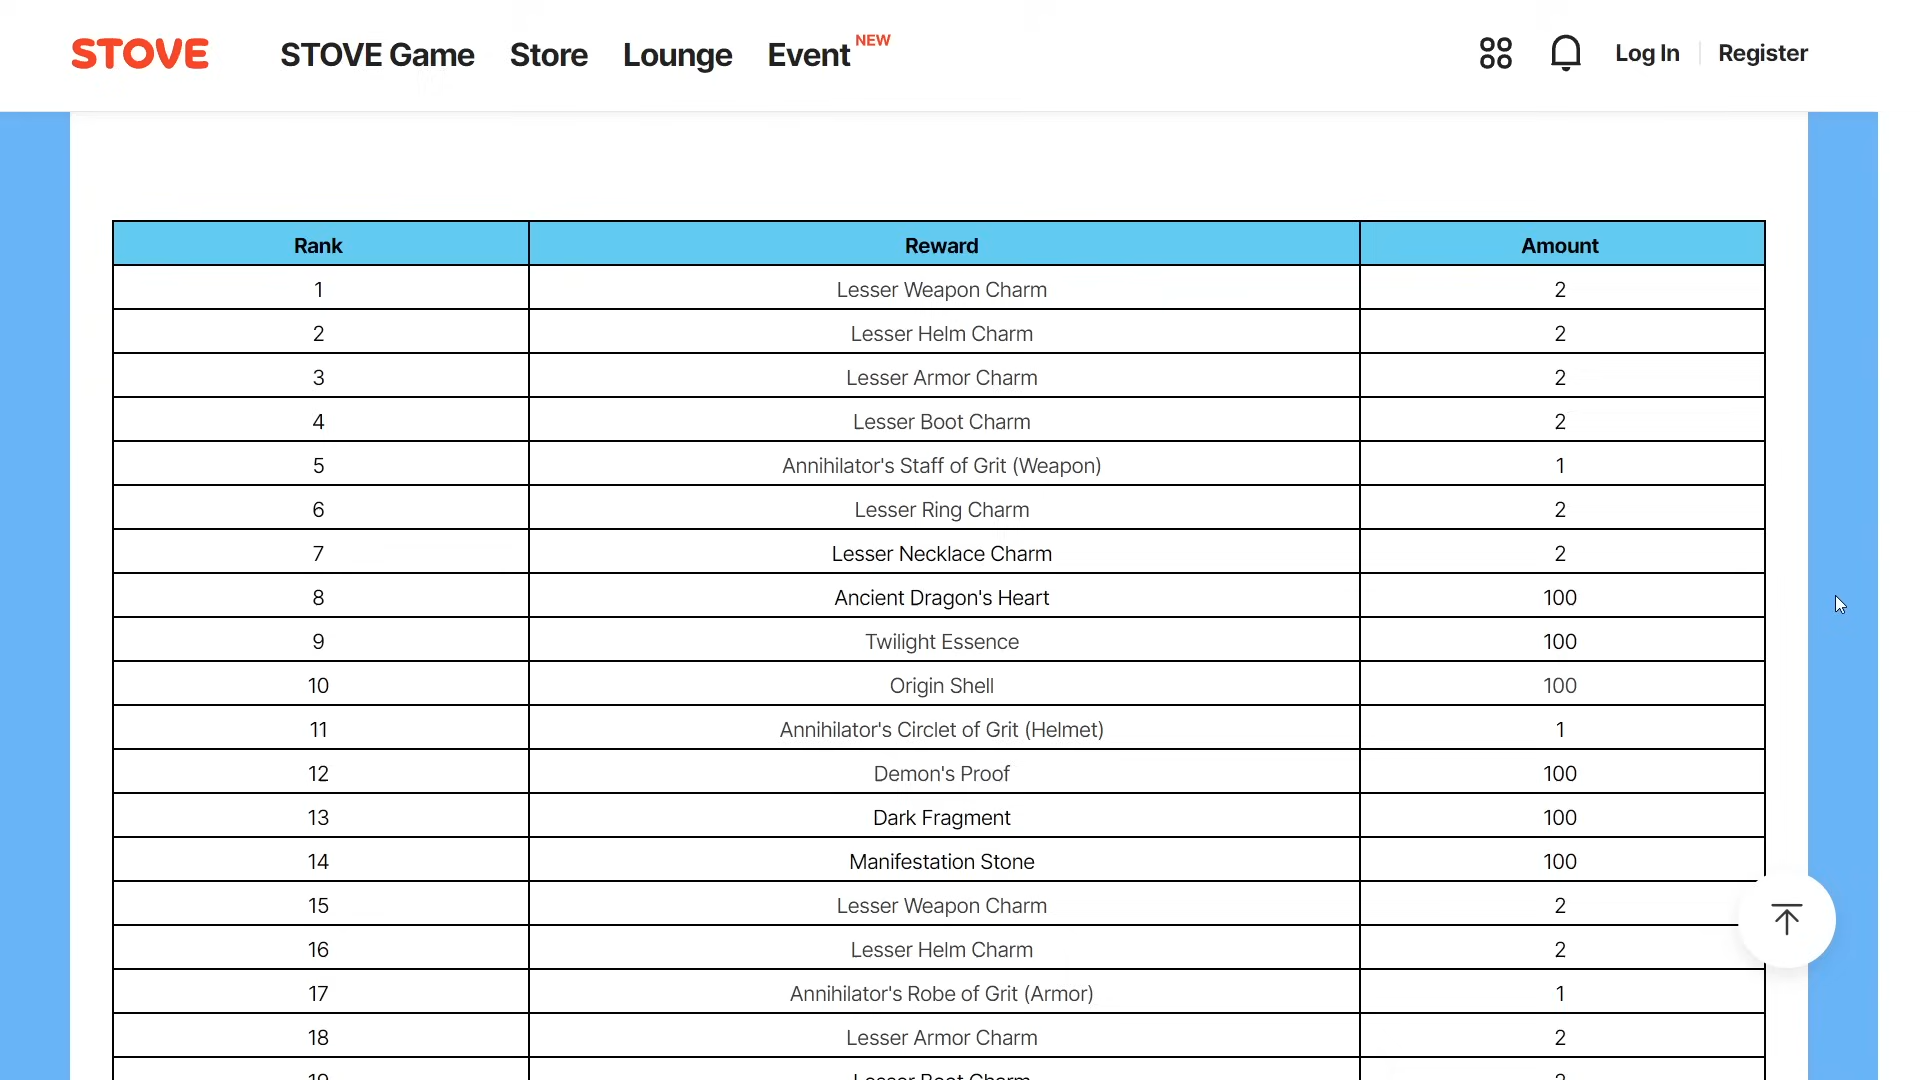 STOVE STOVE Game Store Lounge Event NEW Log In Register
Rank Reward Amount
1 Lesser Weapon Charm 2
2 Lesser Helm Charm 2
3 Lesser Armor Charm 2
4 Lesser Boot Charm 2
5 Annihilator's Staff of Grit (Weapon) 1
6 Lesser Ring Charm 2
7 Lesser Necklace Charm 2
8 Ancient Dragon's Heart 100
9 Twilight Essence 100
10 Origin Shell 100
11 Annihilator's Circlet of Grit (Helmet) 1
12 Demon's Proof 100
13 Dark Fragment 100
14 Manifestation Stone 100
15 Lesser Weapon Charm 2
16 Lesser Helm Charm 2
17 Annihilator's Robe of Grit (Armor) 1
18 Lesser Armor Charm 2
19 Lesser Boot Charm 2